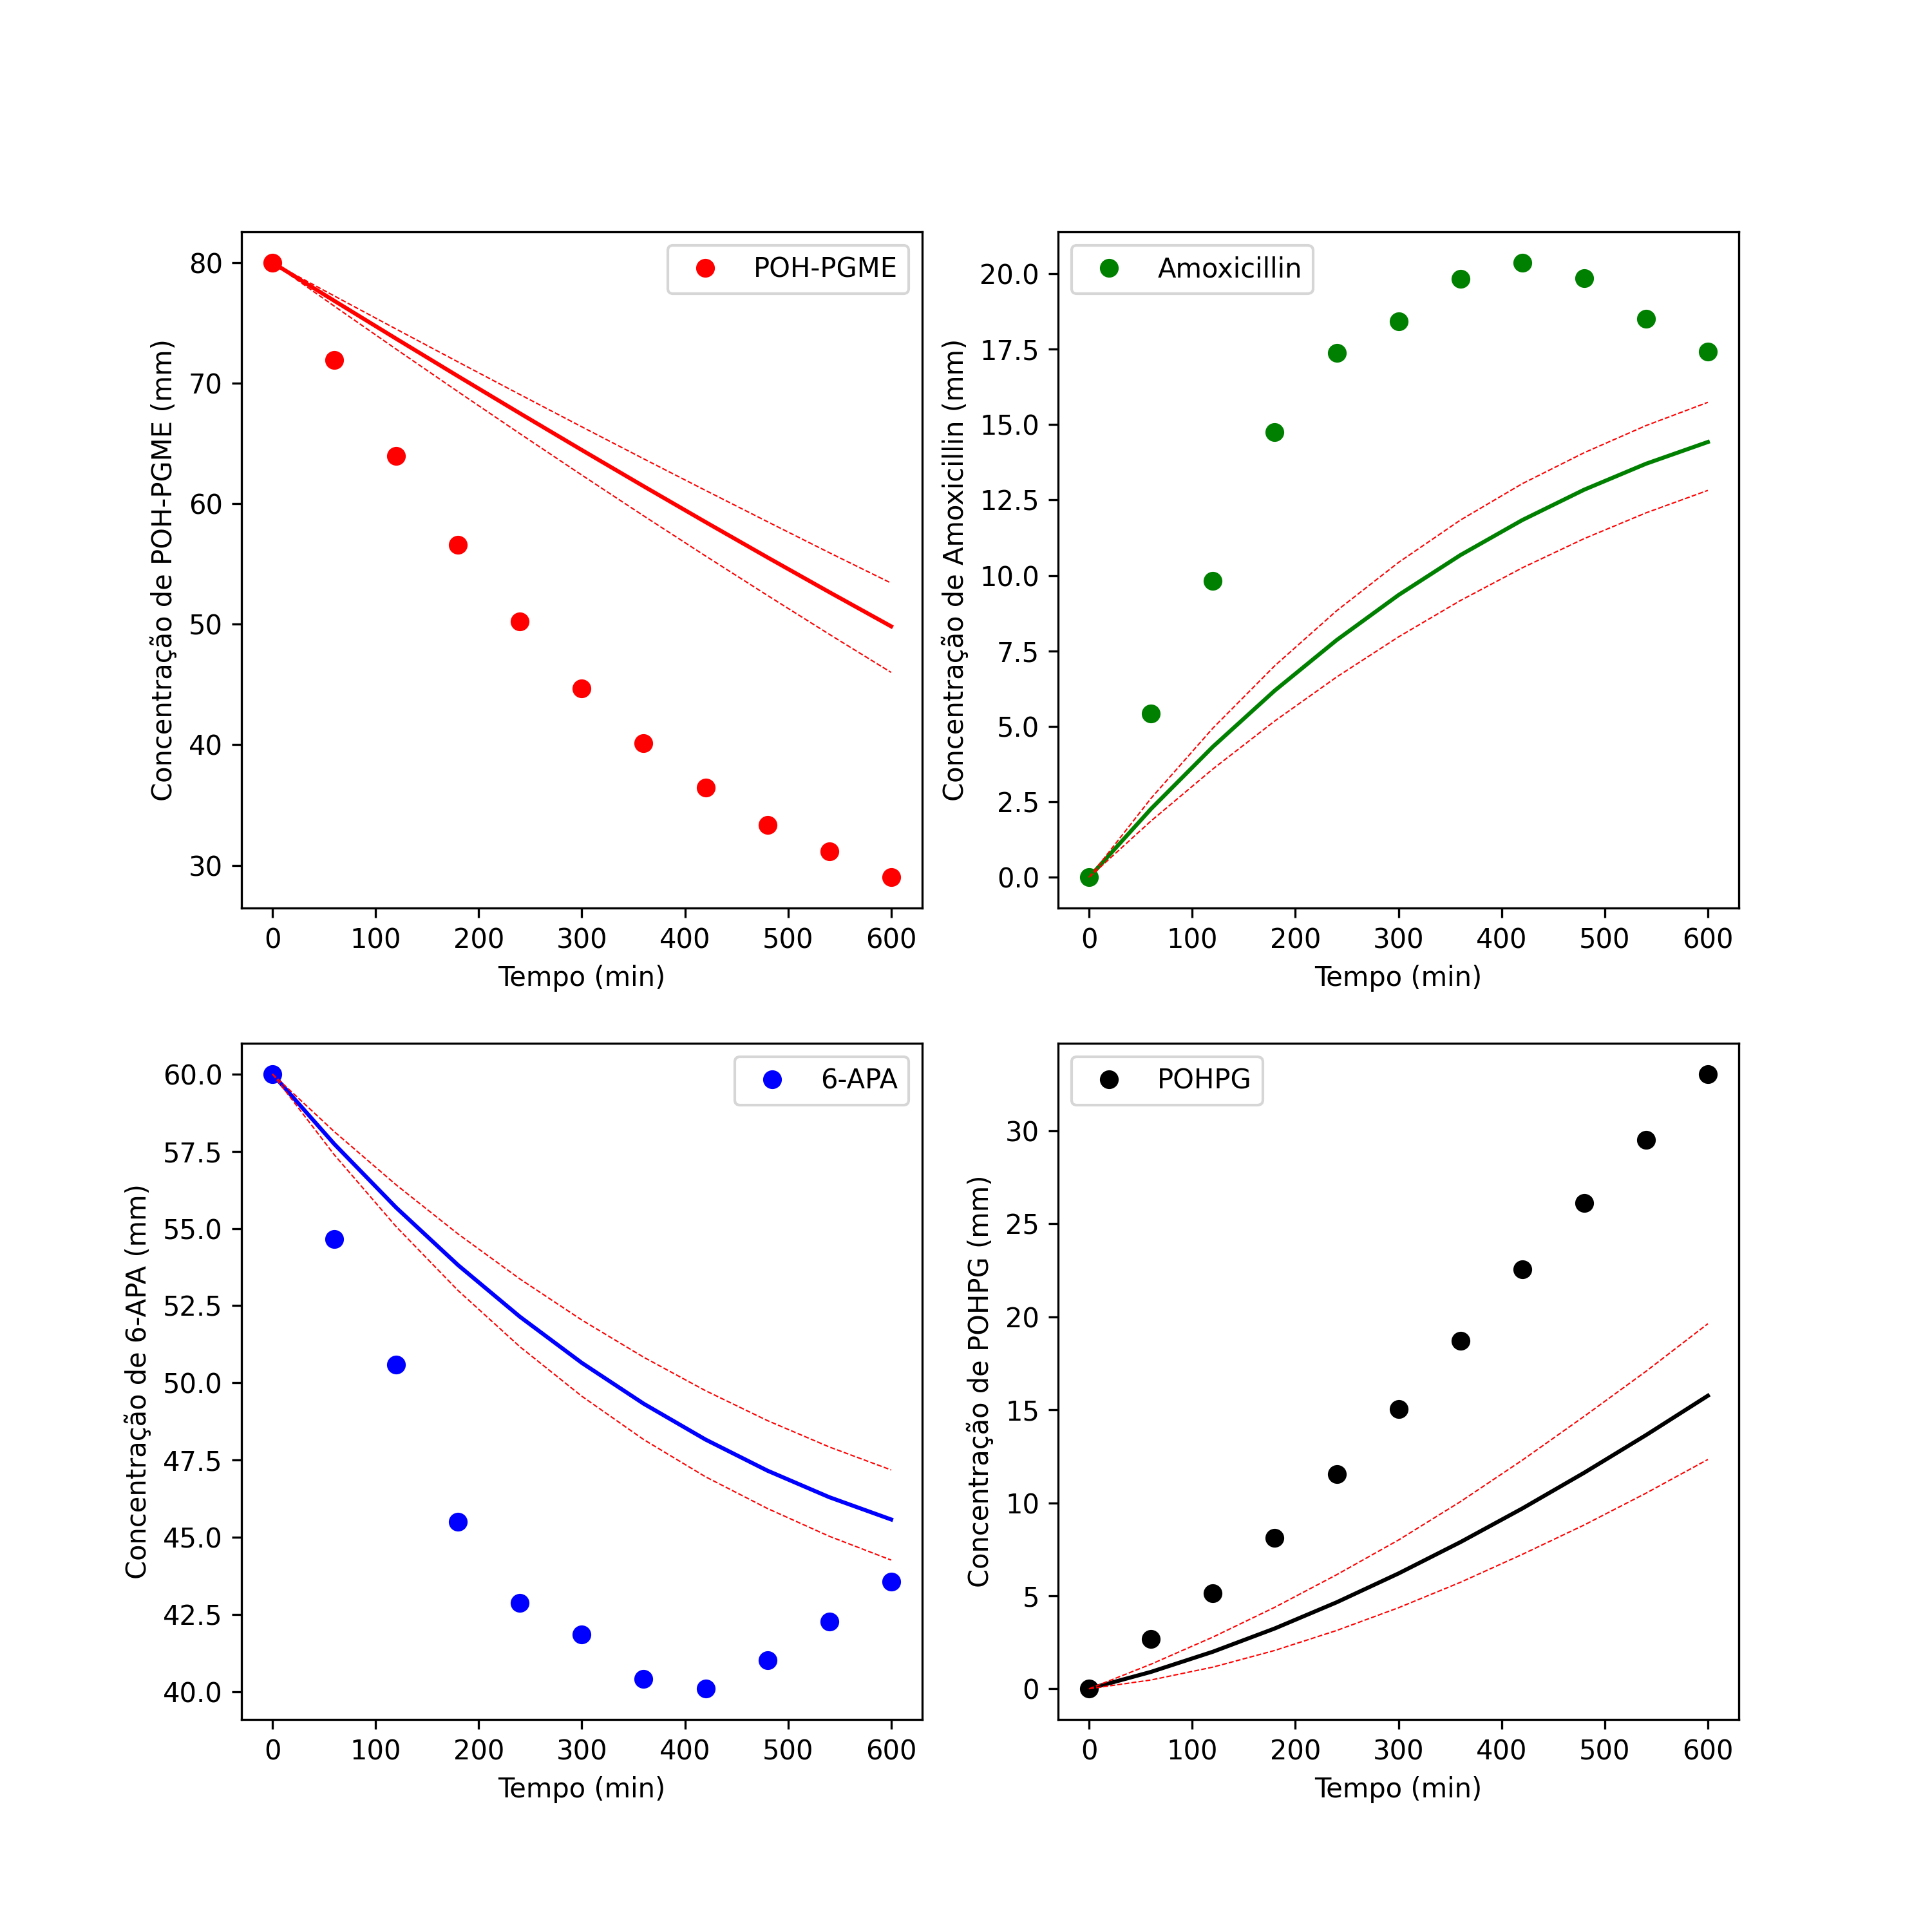 POH-PGME
Concentração de POH-PGME (mm)
80
70
60
50
40
30
0 100 200 300 400 500 600
Tempo (min)
Amoxicillin
Concentração de Amoxicillin (mm)
20.0
17.5
15.0
12.5
10.0
7.5
5.0
2.5
0.0
0 100 200 300 400 500 600
Tempo (min)
6-APA
Concentração de 6-APA (mm)
60.0
57.5
55.0
52.5
50.0
47.5
45.0
42.5
40.0
0 100 200 300 400 500 600
Tempo (min)
POHPG
Concentração de POHPG (mm)
30
25
20
15
10
5
0
0 100 200 300 400 500 600
Tempo (min)